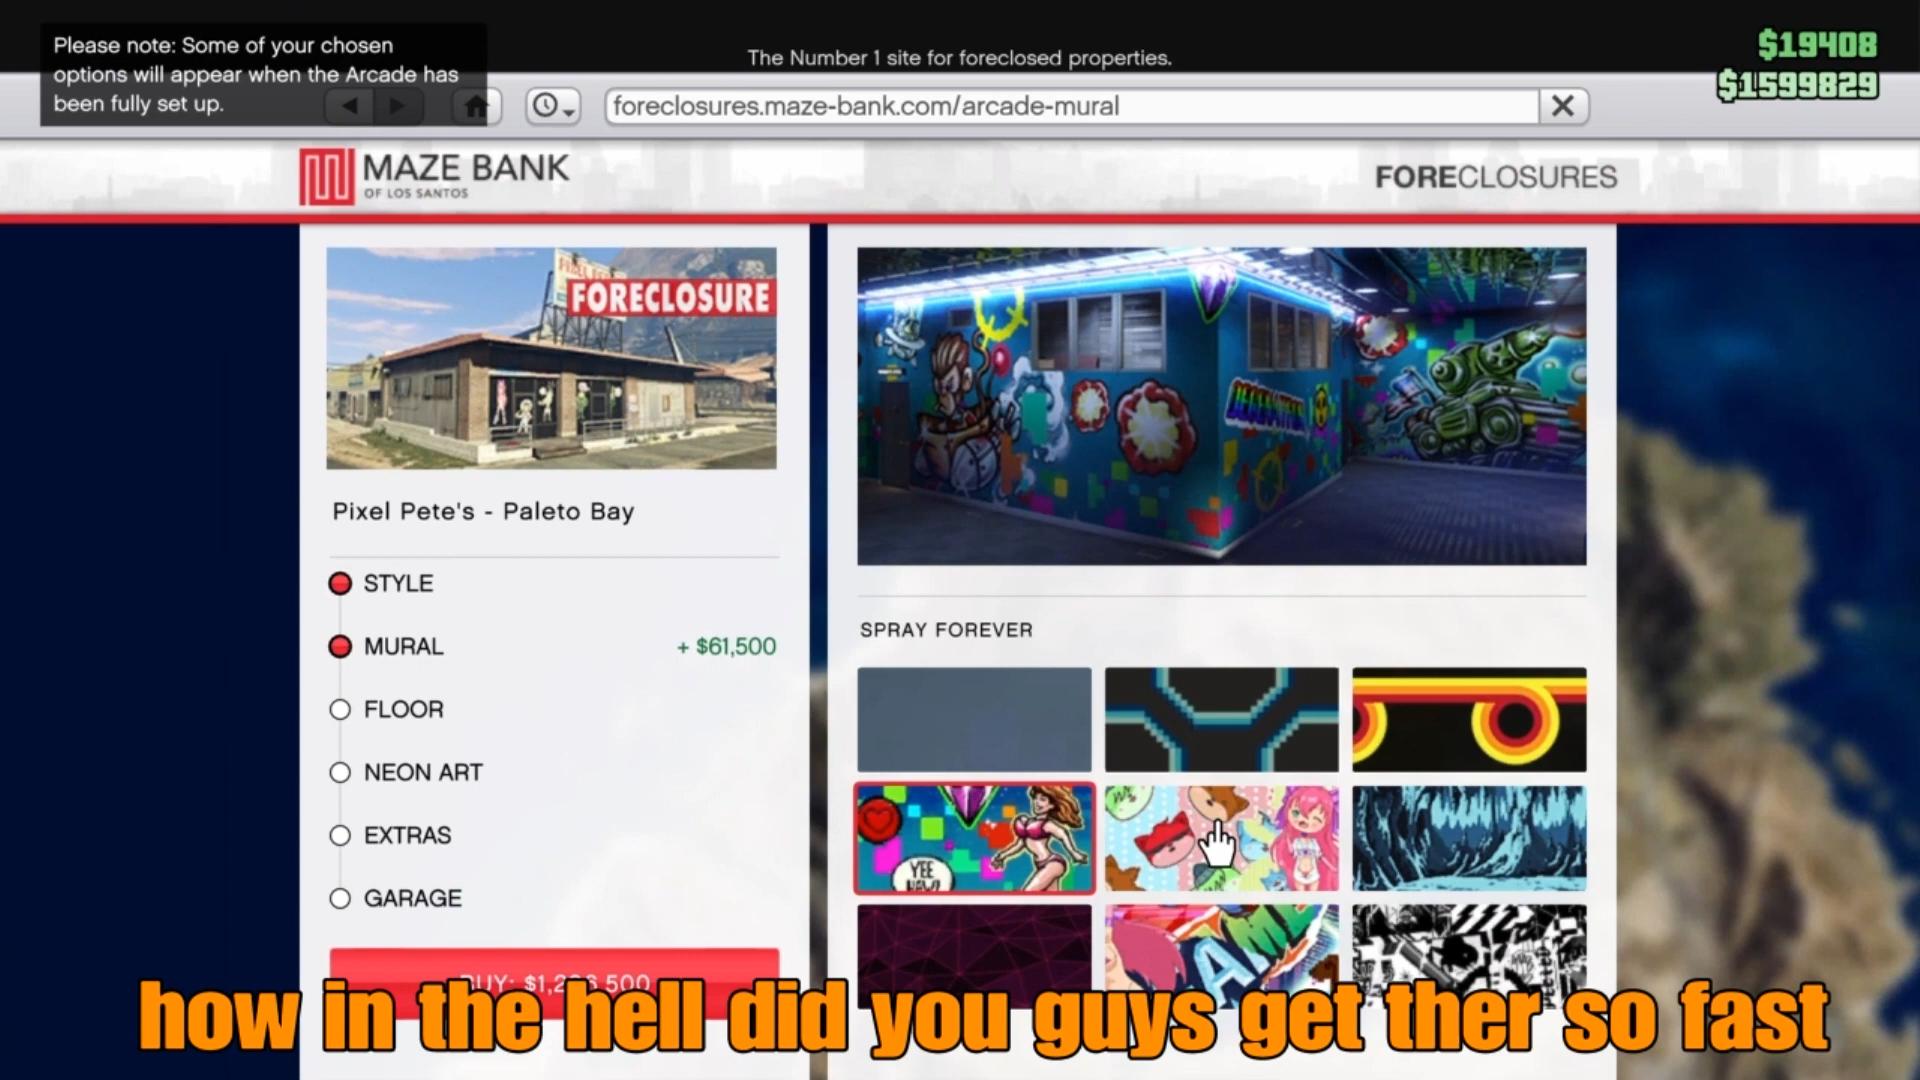 Please note: Some of your chosen
options will appear when the Arcade has
been fully set up.
The Number 1 site for foreclosed properties.
$19408
$1599829
foreclosures.maze-bank.com/arcade-mural
MAZE BANK
OF LOS SANTOS
FORECLOSURES
FORECLOSURE
Pixel Pete's - Paleto Bay
STYLE
MURAL + $61,500
FLOOR
NEON ART
EXTRAS
GARAGE
SPRAY FOREVER
YEE
HAW!
how in the hell did you guys get ther so fast